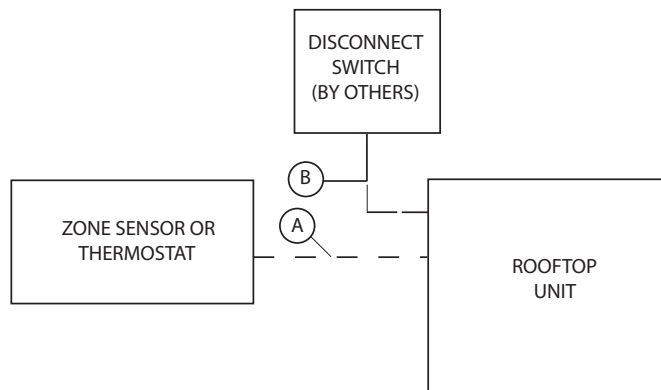 DISCONNECT
SWITCH
(BY OTHERS)
B
ZONE SENSOR OR
THERMOSTAT
A
ROOFTOP
UNIT